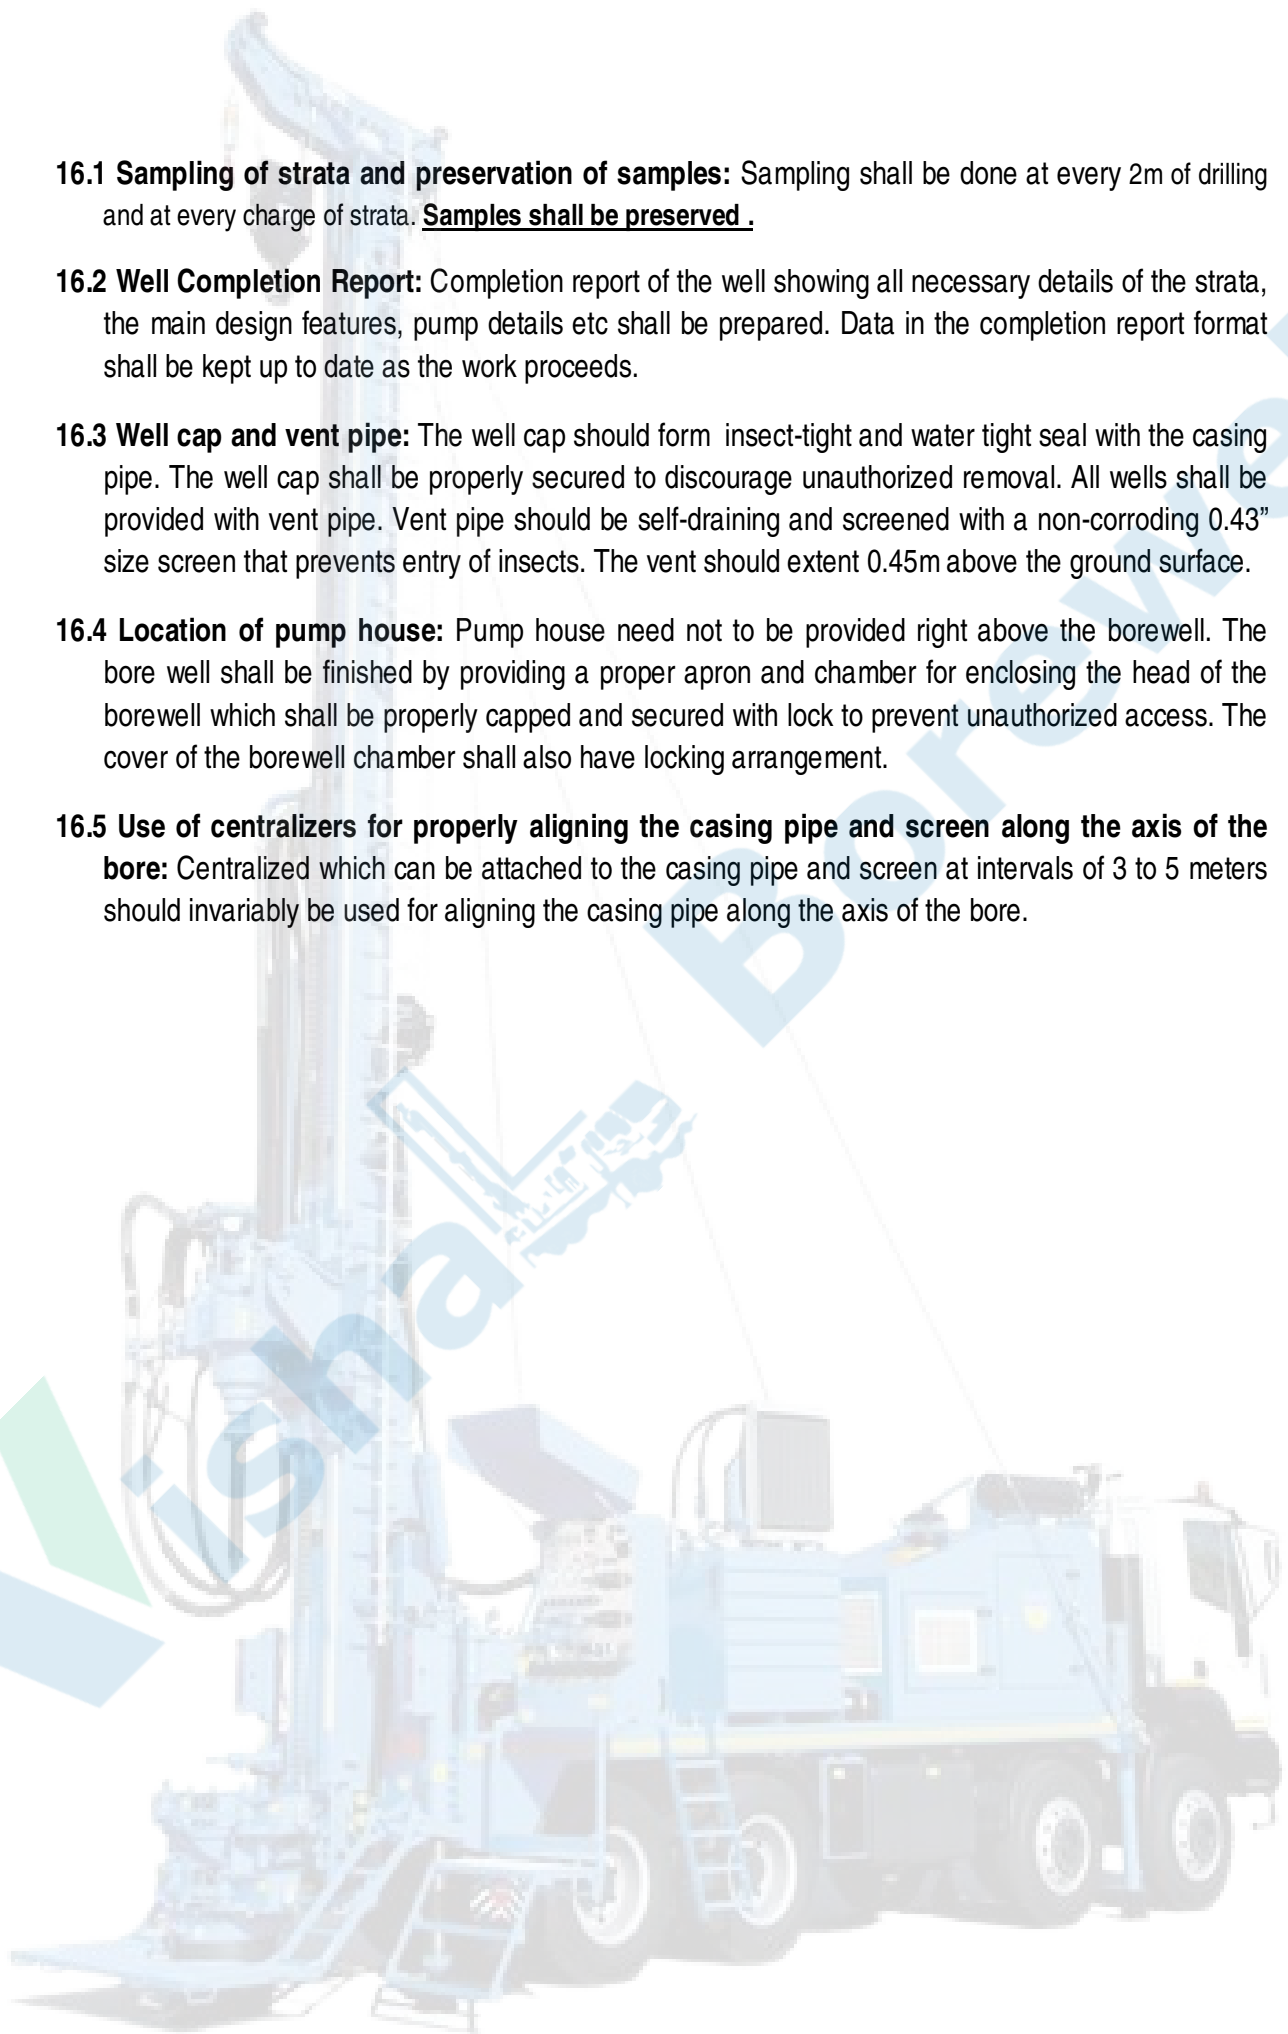 16.1 Sampling of strata and preservation of samples: Sampling shall be done at every 2m of drilling
and at every charge of strata. Samples shall be preserved .
16.2 Well Completion Report: Completion report of the well showing all necessary details of the strata,
the main design features, pump details etc shall be prepared. Data in the completion report format
shall be kept up to date as the work proceeds.
16.3 Well cap and vent pipe: The well cap should form insect-tight and water tight seal with the casing
pipe. The well cap shall be properly secured to discourage unauthorized removal. All wells shall be
provided with vent pipe. Vent pipe should be self-draining and screened with a non-corroding 0.43”
size screen that prevents entry of insects. The vent should extent 0.45m above the ground surface.
16.4 Location of pump house: Pump house need not to be provided right above the borewell. The
bore well shall be finished by providing a proper apron and chamber for enclosing the head of the
borewell which shall be properly capped and secured with lock to prevent unauthorized access. The
cover of the borewell chamber shall also have locking arrangement.
16.5 Use of centralizers for properly aligning the casing pipe and screen along the axis of the
bore: Centralized which can be attached to the casing pipe and screen at intervals of 3 to 5 meters
should invariably be used for aligning the casing pipe along the axis of the bore.
VishaL Borewel